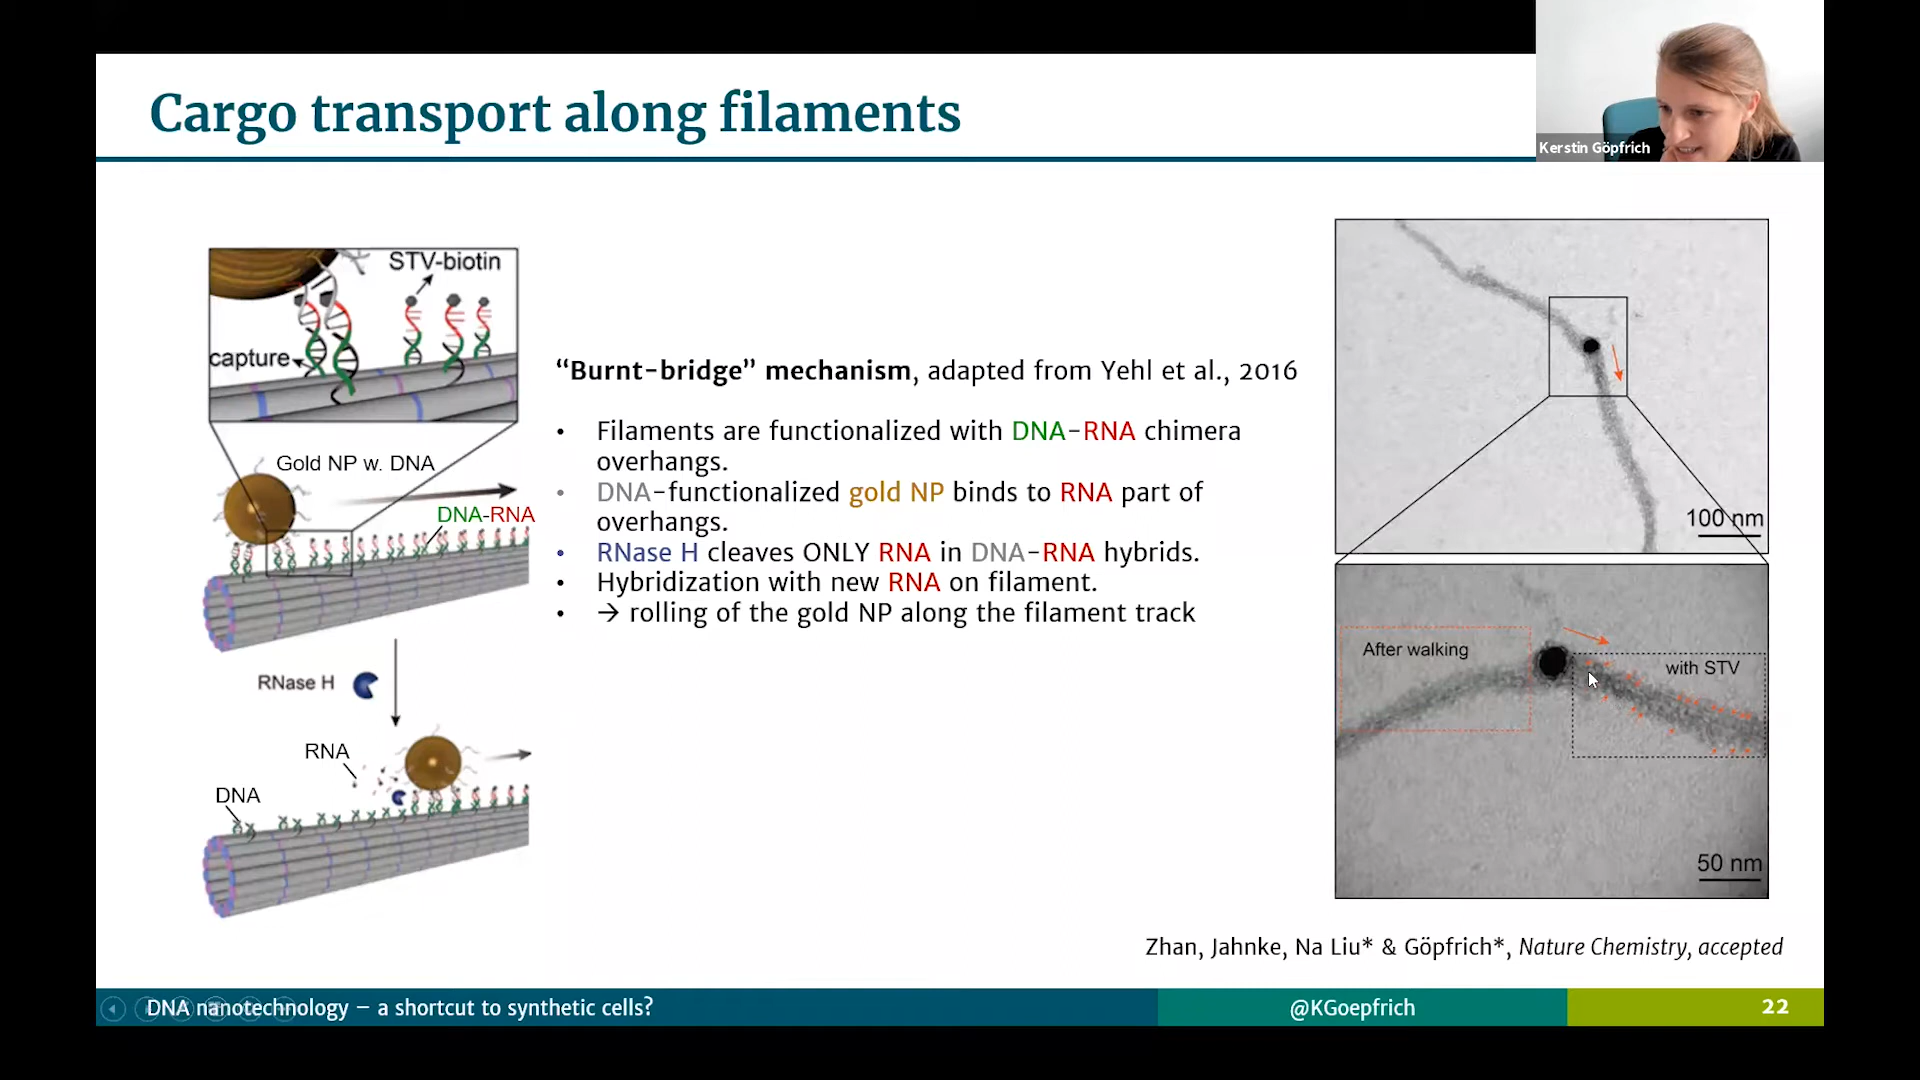 Cargo transport along filaments
Kerstin Göpfrich
STV-biotin
capture
Gold NP w. DNA
DNA-RNA
RNase H
RNA
DNA
“Burnt-bridge” mechanism, adapted from Yehl et al., 2016
• Filaments are functionalized with DNA-RNA chimera
overhangs.
• DNA-functionalized gold NP binds to RNA part of
overhangs.
• RNase H cleaves ONLY RNA in DNA-RNA hybrids.
• Hybridization with new RNA on filament.
• → rolling of the gold NP along the filament track
100 nm
After walking
with STV
50 nm
Zhan, Jahnke, Na Liu* & Göpfrich*, Nature Chemistry, accepted
DNA nanotechnology – a shortcut to synthetic cells?
@KGoepfrich
22